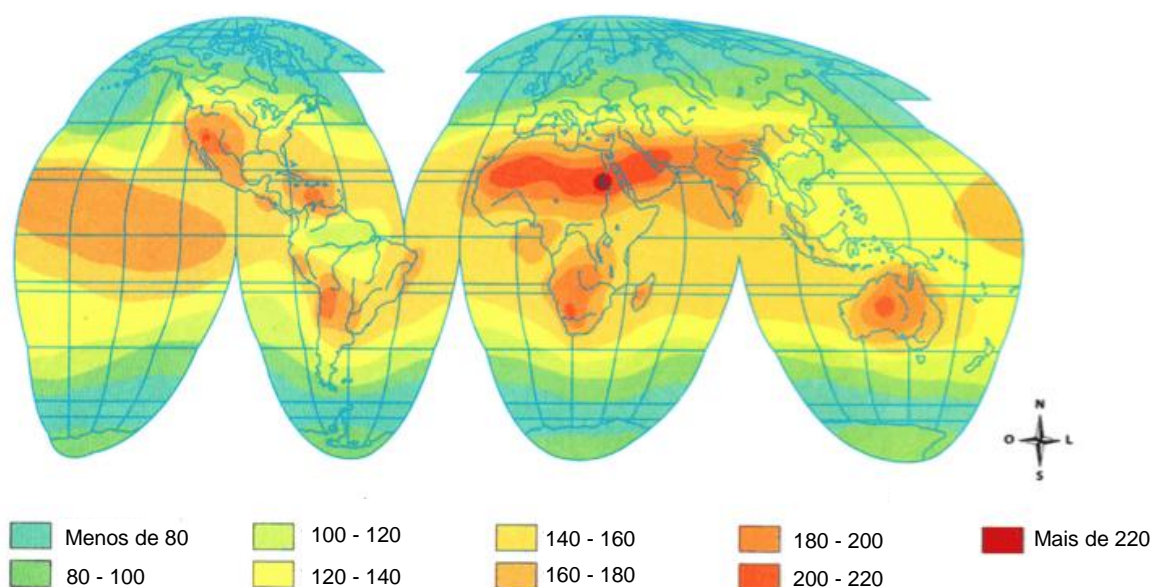 N
O L
S
Menos de 80
80 - 100
100 - 120
120 - 140
140 - 160
160 - 180
180 - 200
200 - 220
Mais de 220